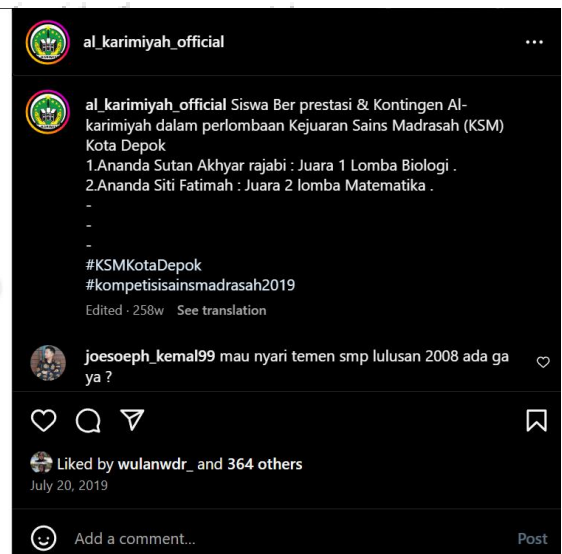 al_karimiyah_official
al_karimiyah_official Siswa Ber prestasi & Kontingen Al-
karimiyah dalam perlombaan Kejuaran Sains Madrasah (KSM)
Kota Depok
1.Ananda Sutan Akhyar rajabi : Juara 1 Lomba Biologi .
2.Ananda Siti Fatimah : Juara 2 lomba Matematika .
-
-
-
#KSMKotaDepok
#kompetisisainsmadrasah2019
Edited · 258w See translation
joesoeph_kemal99 mau nyari temen smp lulusan 2008 ada ga
ya ?
Liked by wulanwdr_ and 364 others
July 20, 2019
Add a comment... Post